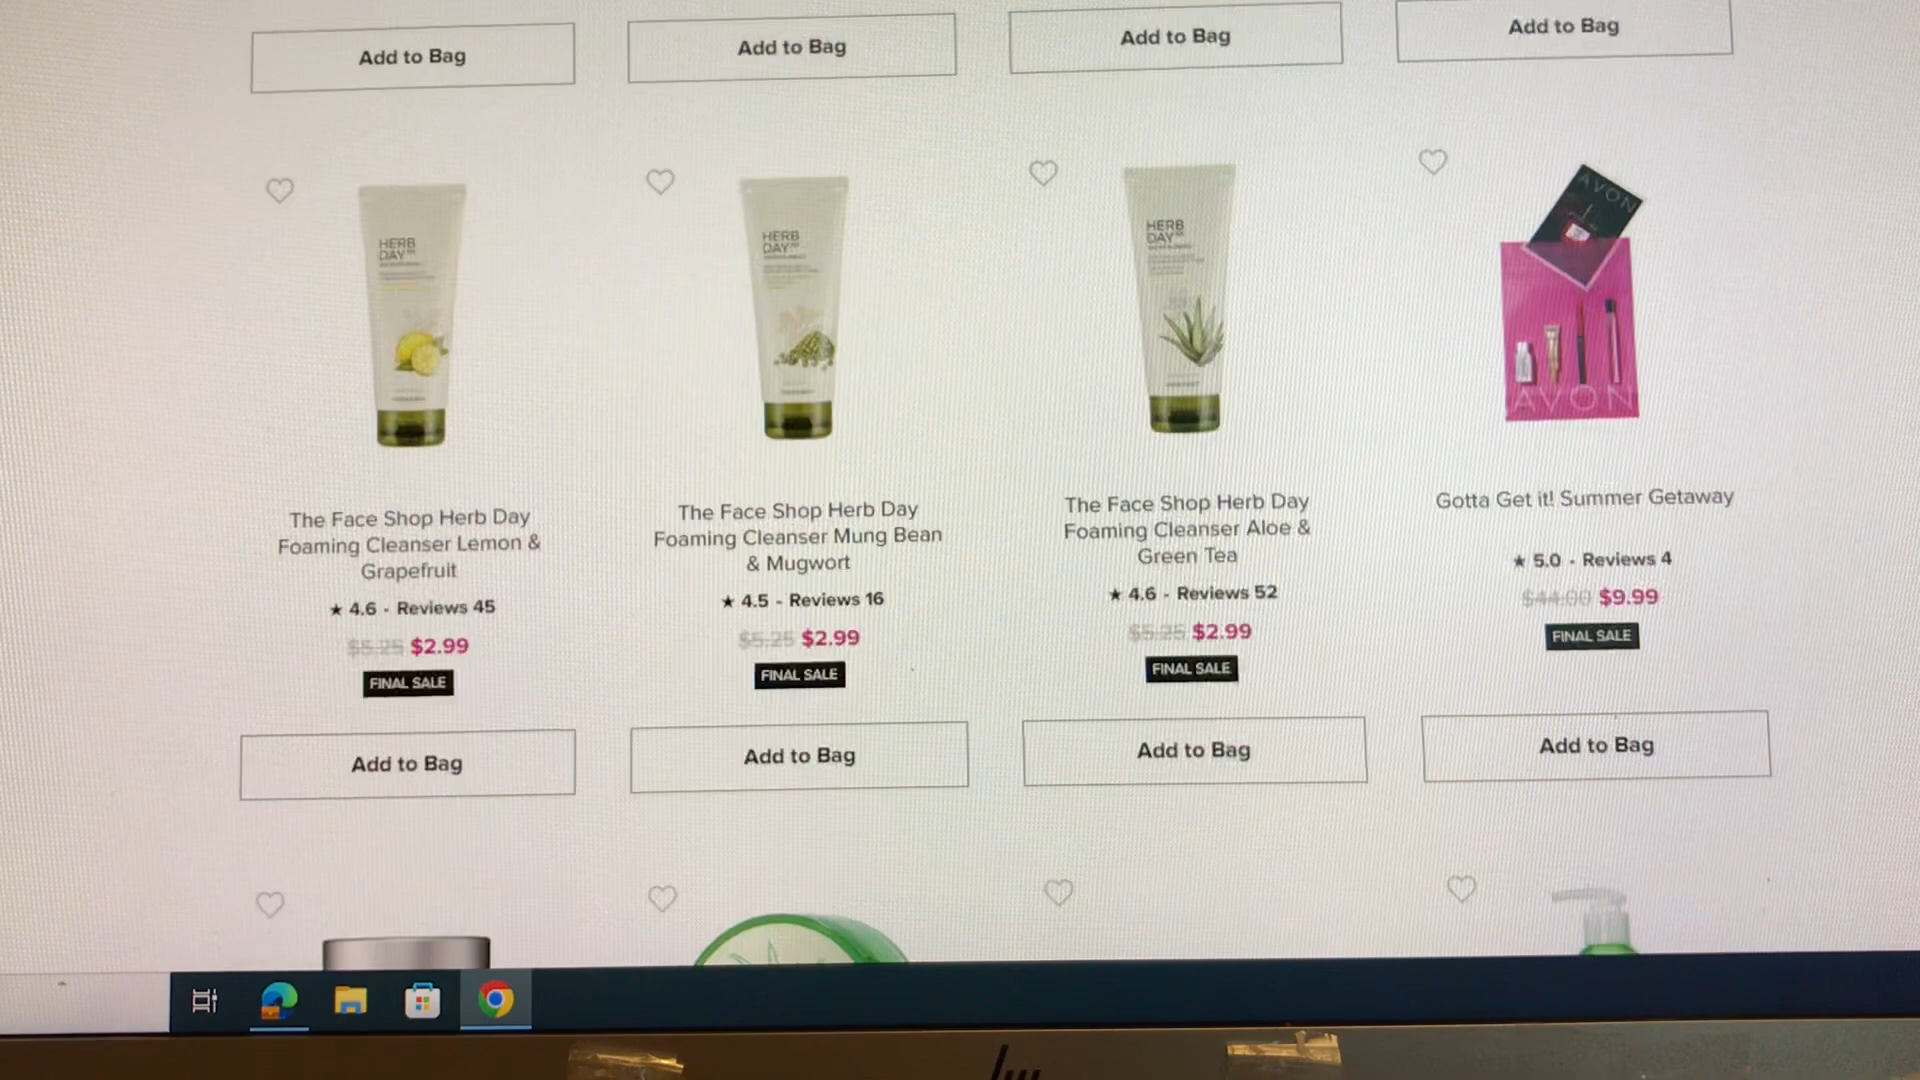 Add to Bag
Add to Bag
Add to Bag
Add to Bag
HERB
DAY
HERB
DAY
HERB
DAY
AVON
AVON
The Face Shop Herb Day
Foaming Cleanser Lemon &
Grapefruit
★ 4.6 - Reviews 45
$5.25 $2.99
FINAL SALE
Add to Bag
The Face Shop Herb Day
Foaming Cleanser Mung Bean
& Mugwort
★ 4.5 - Reviews 16
$5.25 $2.99
FINAL SALE
Add to Bag
The Face Shop Herb Day
Foaming Cleanser Aloe &
Green Tea
★ 4.6 - Reviews 52
$5.25 $2.99
FINAL SALE
Add to Bag
Gotta Get it! Summer Getaway
★ 5.0 - Reviews 4
$44.00 $9.99
FINAL SALE
Add to Bag
hp